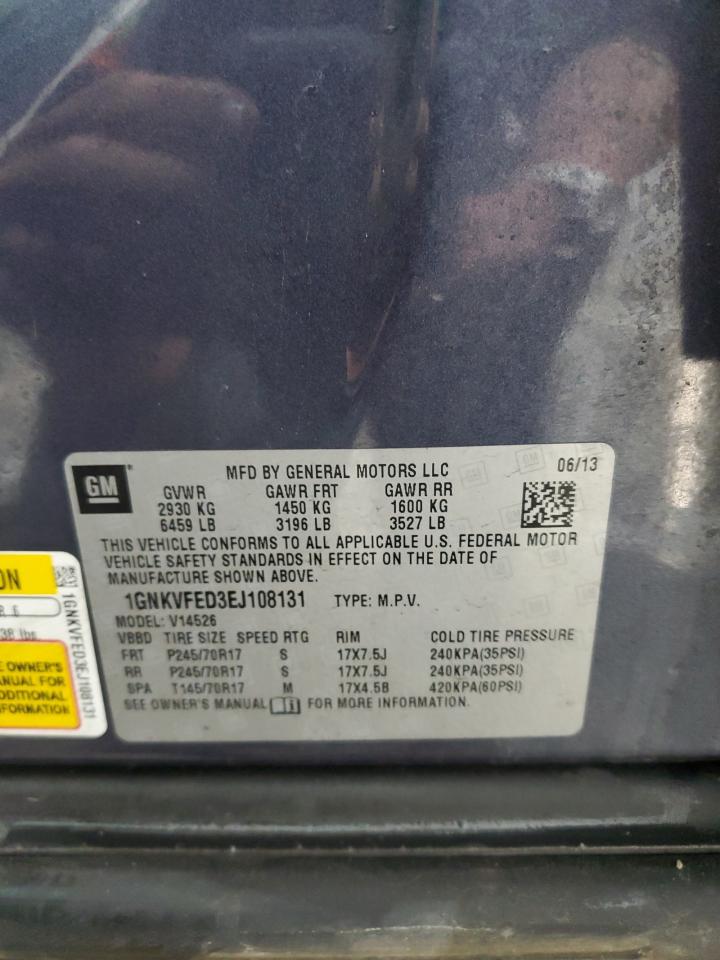 GM
MFD BY GENERAL MOTORS LLC 06/13
GVWR GAWR FRT GAWR RR
2930 KG 1450 KG 1600 KG
6459 LB 3196 LB 3527 LB
THIS VEHICLE CONFORMS TO ALL APPLICABLE U.S. FEDERAL MOTOR
VEHICLE SAFETY STANDARDS IN EFFECT ON THE DATE OF
MANUFACTURE SHOWN ABOVE.
1GNKVFED3EJ108131 TYPE: M.P.V.
MODEL: V14526
VBBD TIRE SIZE SPEED RTG RIM COLD TIRE PRESSURE
FRT P245/70R17 S 17X7.5J 240KPA(35PSI)
RR P245/70R17 S 17X7.5J 240KPA(35PSI)
SPA T145/70R17 M 17X4.5B 420KPA(60PSI)
SEE OWNER'S MANUAL FOR MORE INFORMATION.
ON
R 6
38 lbs
E OWNER'S
ANUAL FOR
DDITIONAL
FORMATION
1GNKVFED3EJ108131